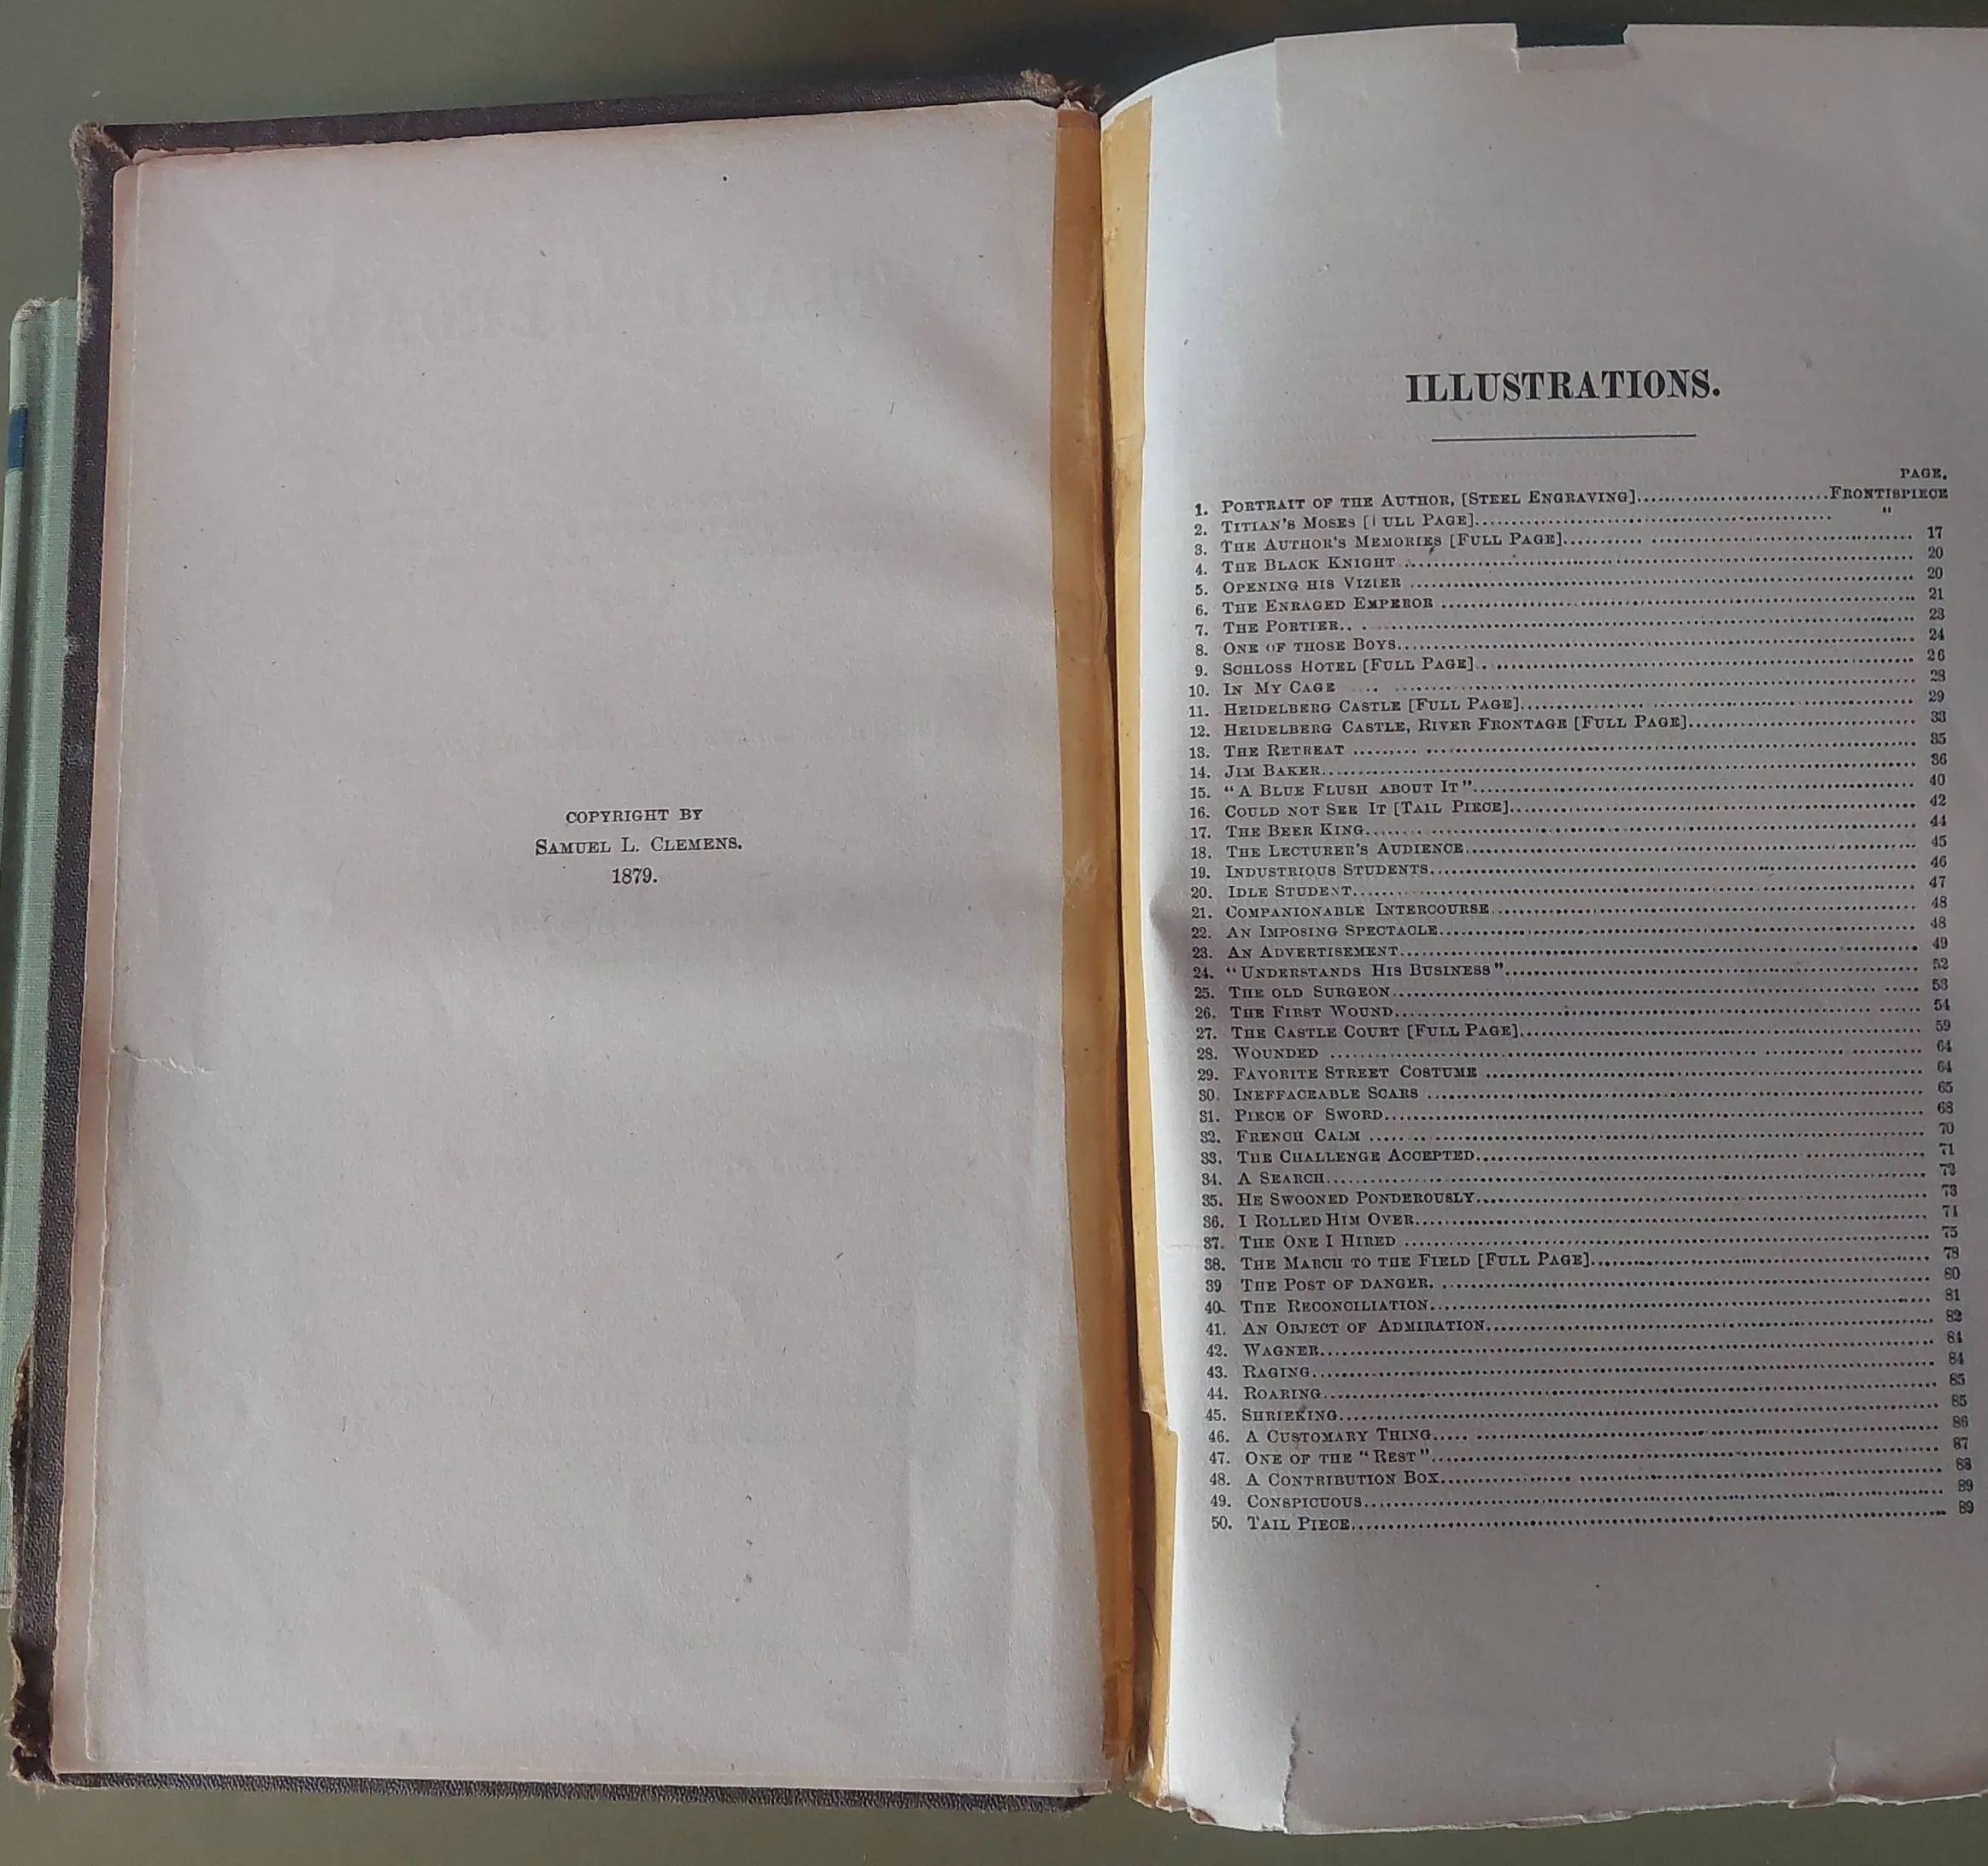 COPYRIGHT BY
SAMUEL L. CLEMENS.
1879.
ILLUSTRATIONS.
PAGE.
1. PORTRAIT OF THE AUTHOR, [STEEL ENGRAVING]. FRONTISPIECE
2. TITIAN'S MOSES [ ULL PAGE]. "
3. THE AUTHOR'S MEMORIES [FULL PAGE]. 17
4. THE BLACK KNIGHT 20
5. OPENING HIS VIZIER 20
6. THE ENRAGED EMPEROR 21
7. THE PORTIER. 23
8. ONE OF THOSE BOYS. 24
9. SCHLOSS HOTEL [FULL PAGE]. 26
10. IN MY CAGE 28
11. HEIDELBERG CASTLE [FULL PAGE]. 29
12. HEIDELBERG CASTLE, RIVER FRONTAGE [FULL PAGE]. 33
13. THE RETREAT 35
14. JIM BAKER. 36
15. "A BLUE FLUSH ABOUT IT". 40
16. COULD NOT SEE IT [TAIL PIECE]. 42
17. THE BEER KING. 44
18. THE LECTURER'S AUDIENCE. 45
19. INDUSTRIOUS STUDENTS. 46
20. IDLE STUDENT. 47
21. COMPANIONABLE INTERCOURSE. 48
22. AN IMPOSING SPECTACLE. 48
23. AN ADVERTISEMENT. 49
24. "UNDERSTANDS HIS BUSINESS". 52
25. THE OLD SURGEON. 53
26. THE FIRST WOUND. 54
27. THE CASTLE COURT [FULL PAGE]. 59
28. WOUNDED 64
29. FAVORITE STREET COSTUME 64
30. INEFFACEABLE SCARS 65
31. PIECE OF SWORD. 68
32. FRENCH CALM 70
33. THE CHALLENGE ACCEPTED. 71
34. A SEARCH. 72
35. HE SWOONED PONDEROUSLY. 73
36. I ROLLED HIM OVER. 74
37. THE ONE I HIRED 75
38. THE MARCH TO THE FIELD [FULL PAGE]. 78
39 THE POST OF DANGER. 80
40. THE RECONCILIATION. 81
41. AN OBJECT OF ADMIRATION. 82
42. WAGNER. 84
43. RAGING. 84
44. ROARING. 85
45. SHRIEKING. 85
46. A CUSTOMARY THING. 86
47. ONE OF THE "REST". 87
48. A CONTRIBUTION BOX. 88
49. CONSPICUOUS. 89
50. TAIL PIECE. 89